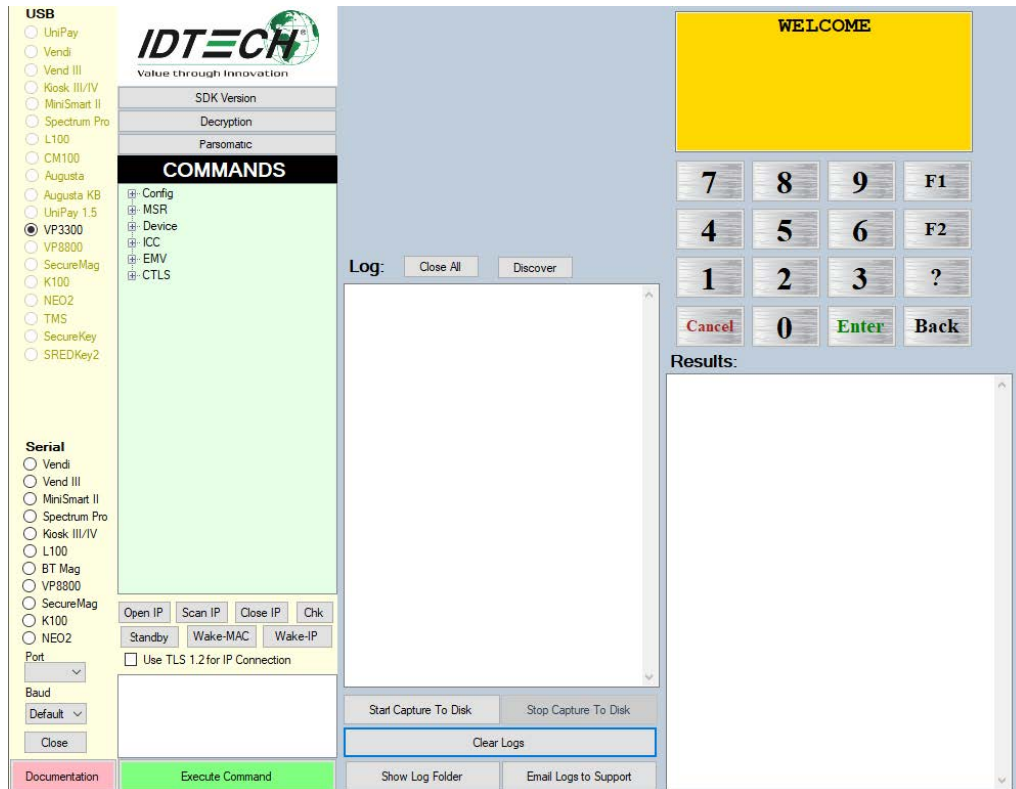 USB
UniPay
Vendi
Vend III
Kiosk III/IV
MiniSmart II
Spectrum Pro
L100
CM100
Augusta
Augusta KB
UniPay 1.5
VP3300
VP8800
SecureMag
K100
NEO2
TMS
SecureKey
SREDKey2
Serial
Vendi
Vend III
MiniSmart II
Spectrum Pro
Kiosk III/IV
L100
BT Mag
VP8800
SecureMag
K100
NEO2
Port
Baud
Default
Close
Documentation
IDTECH®
Value through Innovation
SDK Version
Decryption
Parsomatic
COMMANDS
Config
MSR
Device
ICC
EMV
CTLS
Open IP Scan IP Close IP Chk
Standby Wake-MAC Wake-IP
Use TLS 1.2 for IP Connection
Execute Command
Log: Close All Discover
Start Capture To Disk Stop Capture To Disk
Clear Logs
Show Log Folder Email Logs to Support
WELCOME
7 8 9 F1
4 5 6 F2
1 2 3 ?
Cancel 0 Enter Back
Results: